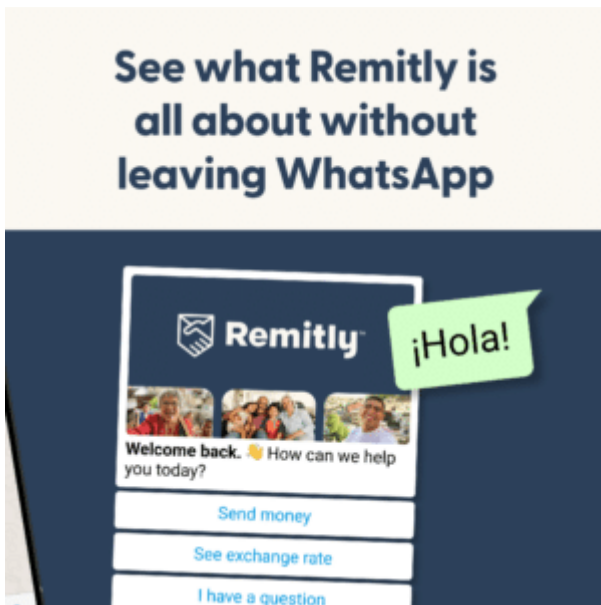 See what Remitly is
all about without
leaving WhatsApp
Remitly
¡Hola!
Welcome back. 👋 How can we help
you today?
Send money
See exchange rate
I have a question